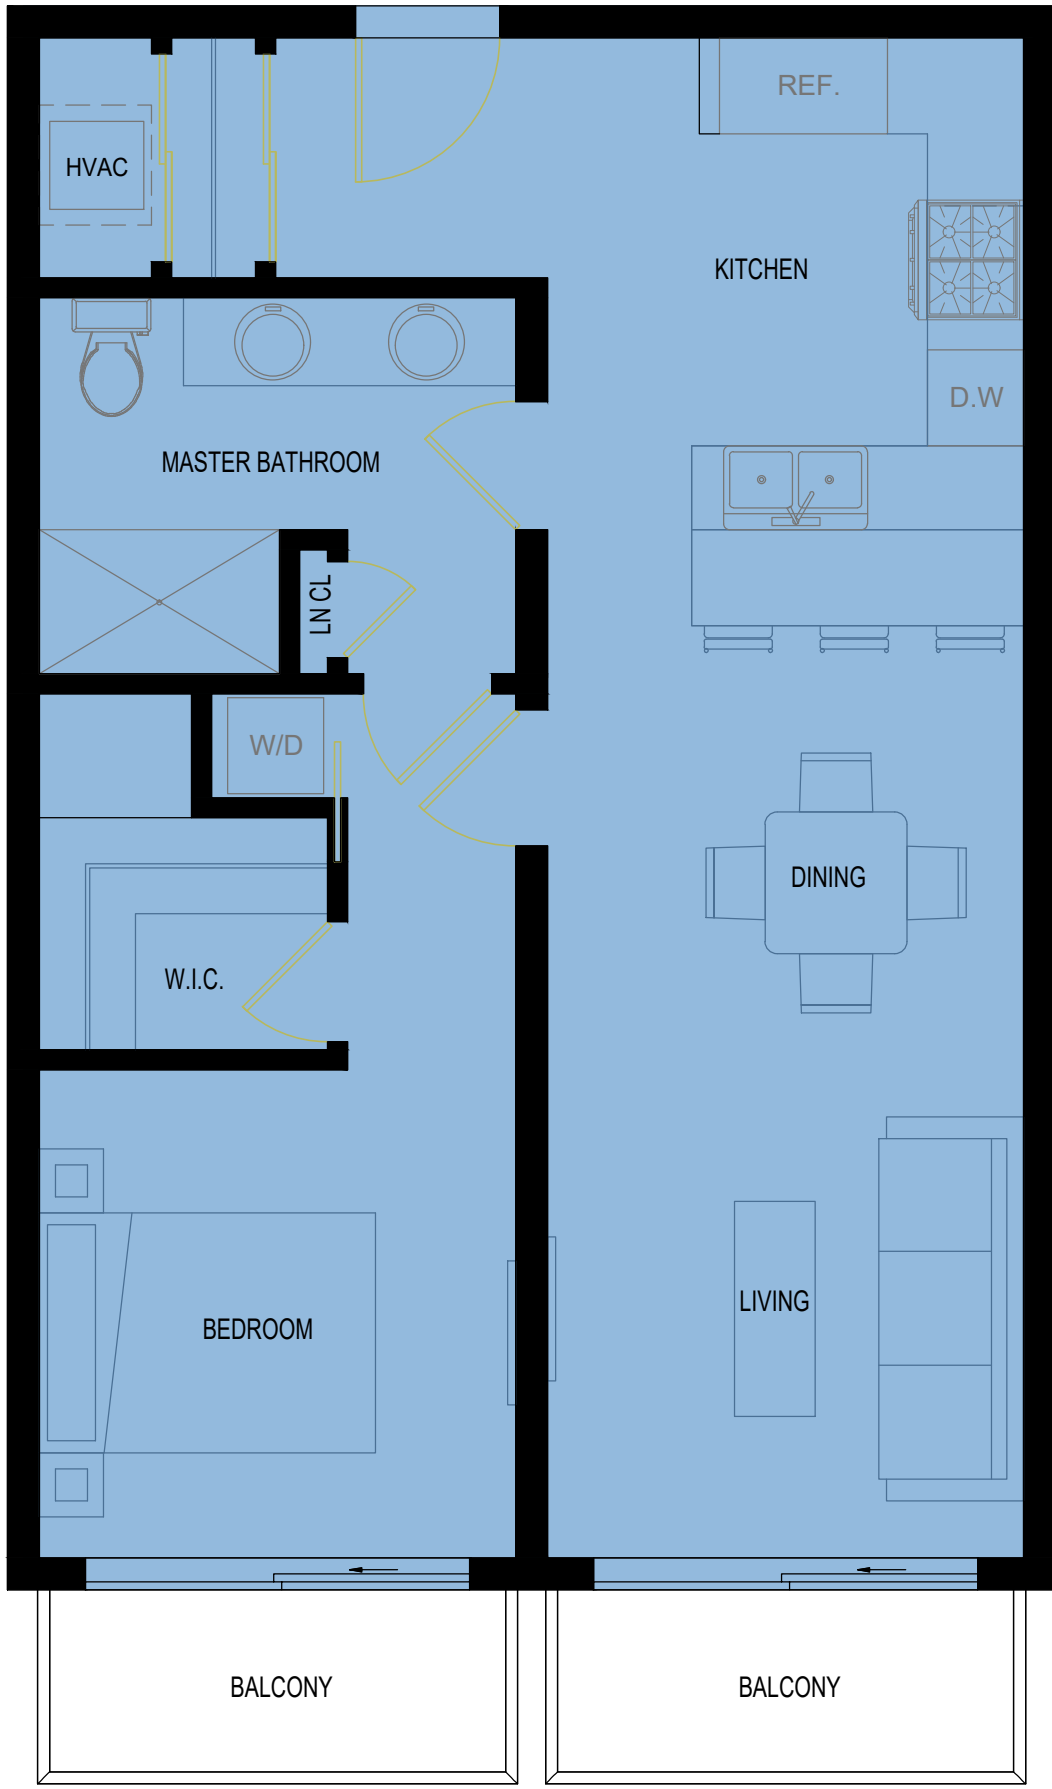 REF.
HVAC
KITCHEN
D.W
MASTER BATHROOM
LN CL
W/D
DINING
W.I.C.
LIVING
BEDROOM
BALCONY
BALCONY